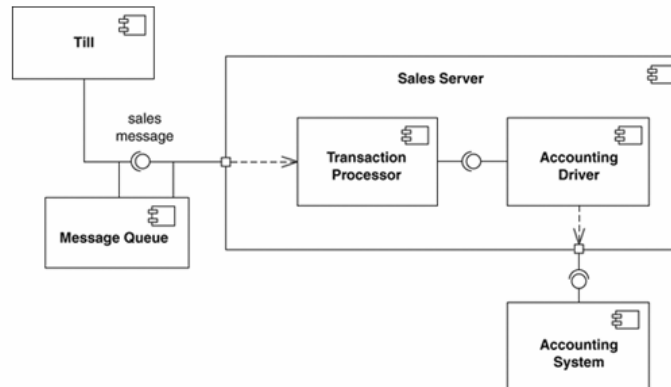 Till
Sales Server
sales
message
Transaction
Processor
Accounting
Driver
Message Queue
Accounting
System